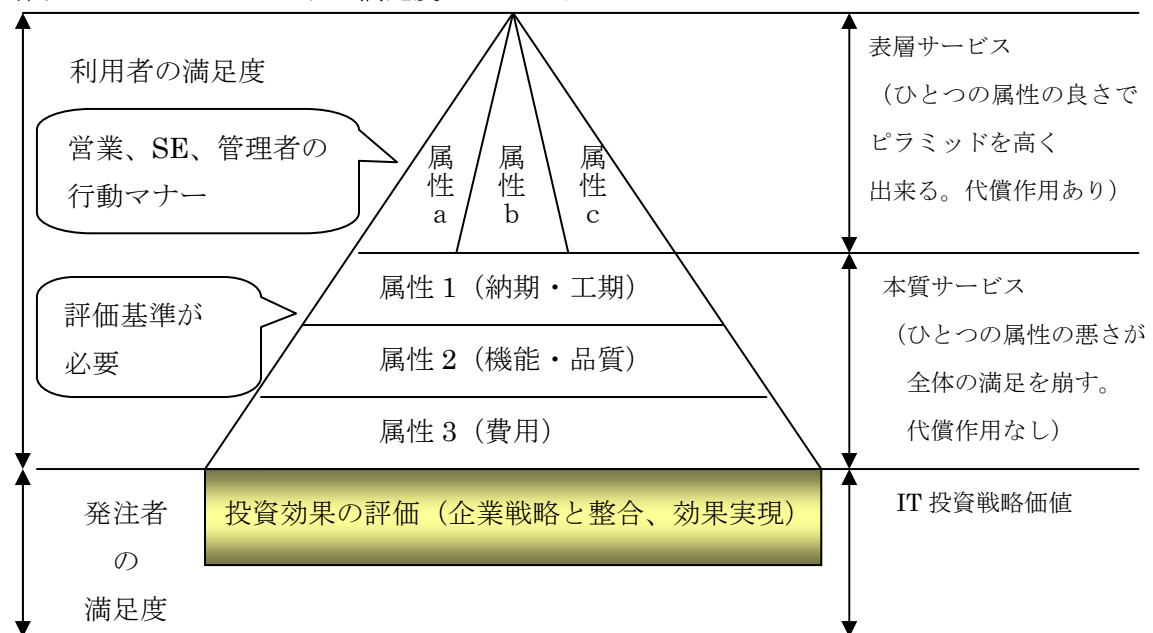 利用者の満足度
営業、SE、管理者の
行動マナー
評価基準が
必要
属性a
属性b
属性c
属性 1（納期・工期）
属性 2（機能・品質）
属性 3（費用）
投資効果の評価（企業戦略と整合、効果実現）
発注者
の
満足度
表層サービス
（ひとつの属性の良さで
ピラミッドを高く
出来る。代償作用あり）
本質サービス
（ひとつの属性の悪さが
全体の満足を崩す。
代償作用なし）
IT 投資戦略価値